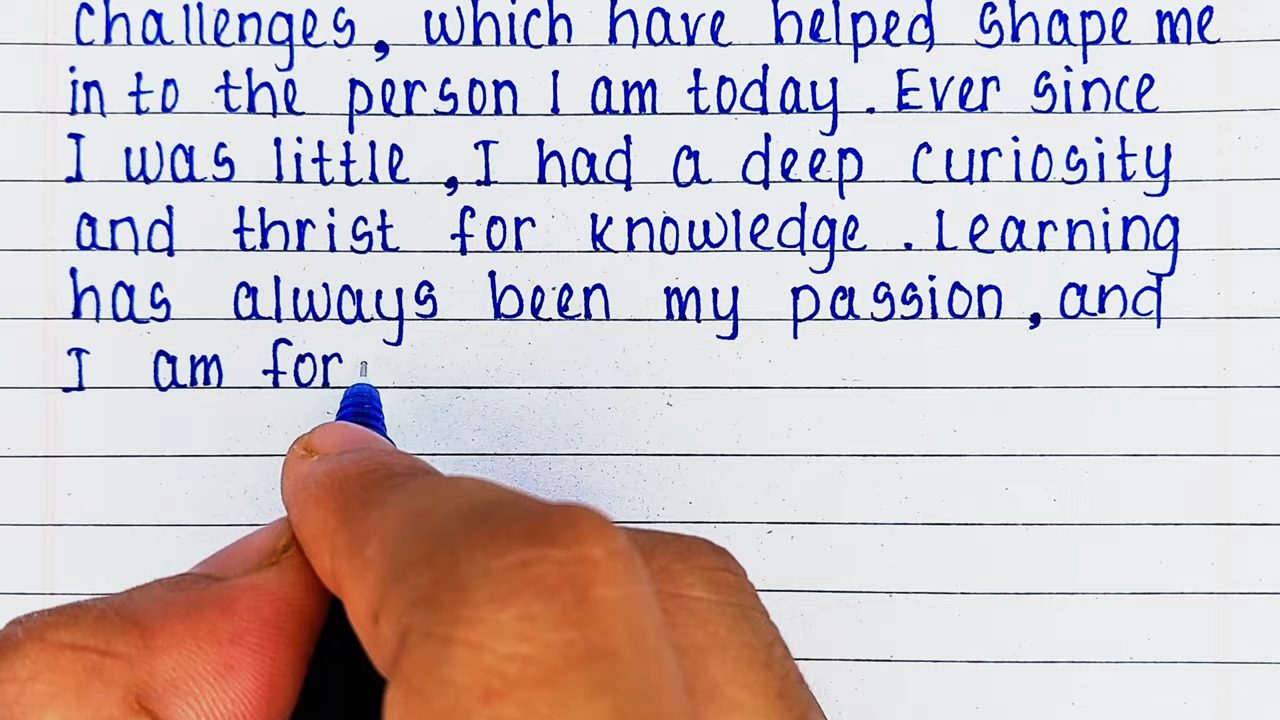 challenges, which have helped shape me
in to the person I am today. Ever since
I was little, I had a deep curiosity
and thrist for knowledge. Learning
has always been my passion, and
I am for